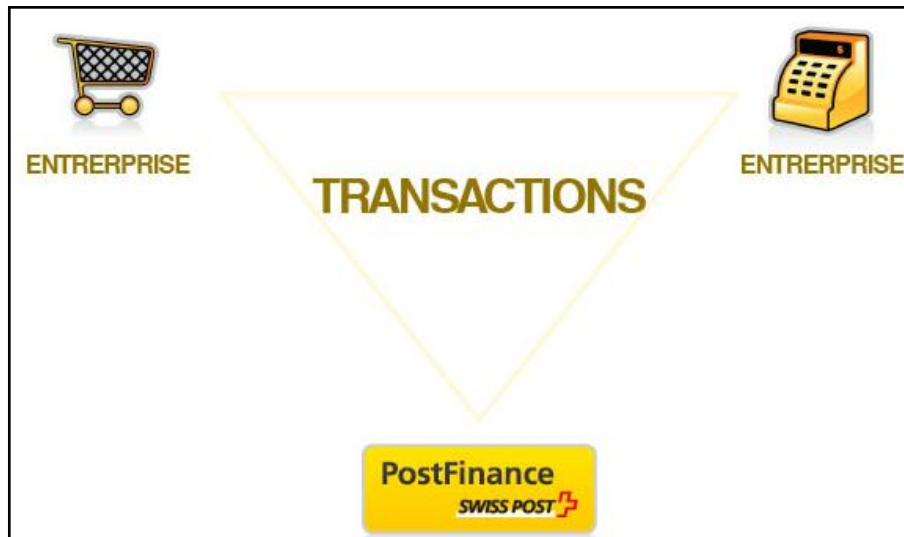 ENTRERPRISE
ENTRERPRISE
TRANSACTIONS
PostFinance
SWISS POST